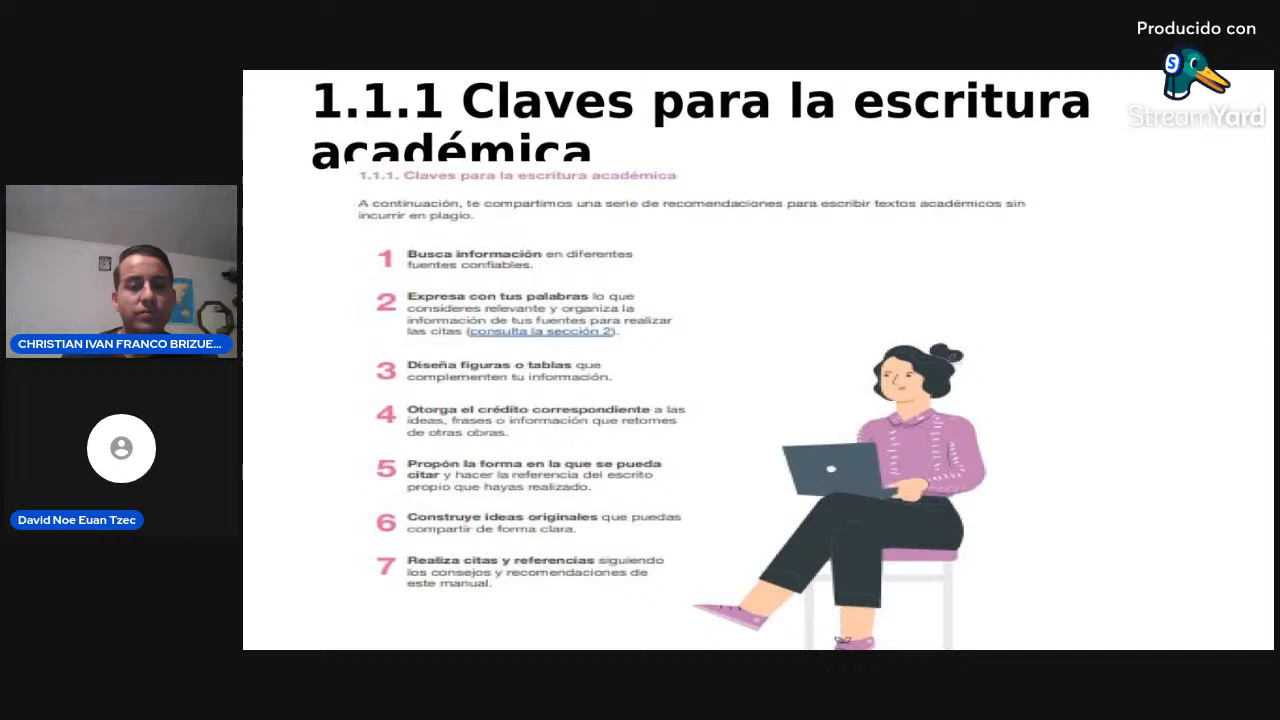 Producido con
StreamYard
1.1.1 Claves para la escritura
académica
1.1.1. Claves para la escritura académica
A continuación, te compartimos una serie de recomendaciones para escribir textos académicos sin
incurrir en plagio.
1 Busca información en diferentes
fuentes confiables.
2 Expresa con tus palabras lo que
consideres relevante y organiza la
información de tus fuentes para realizar
las citas (consulta la sección 2).
3 Diseña figuras o tablas que
complementen tu información.
4 Otorga el crédito correspondiente a las
ideas, frases o información que retomes
de otras obras.
5 Propón la forma en la que se pueda
citar y hacer la referencia del escrito
propio que hayas realizado.
6 Construye ideas originales que puedas
compartir de forma clara.
7 Realiza citas y referencias siguiendo
los consejos y recomendaciones de
este manual.
CHRISTIAN IVAN FRANCO BRIZUE...
David Noe Euan Tzec